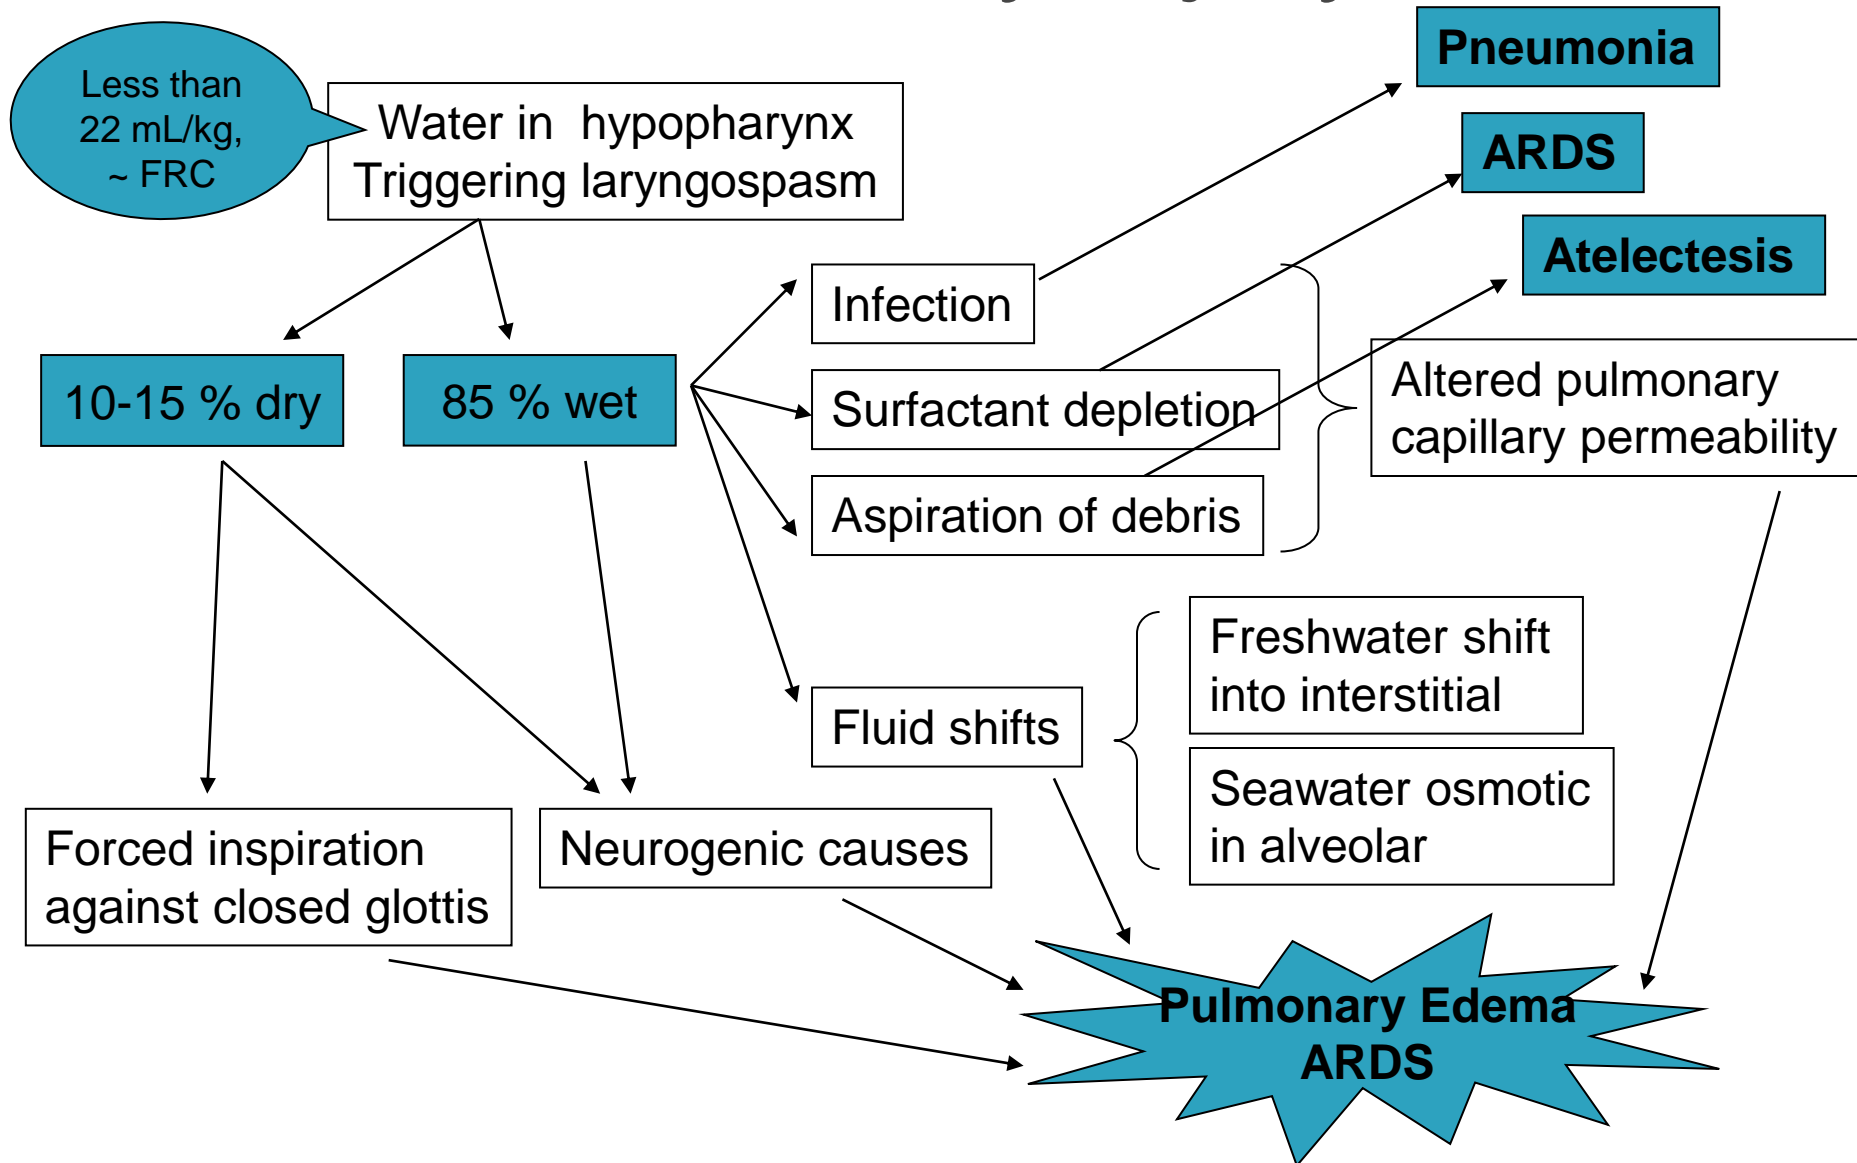 Pneumonia
Less than
22 mL/kg,
~ FRC
Water in hypopharynx
Triggering laryngospasm
ARDS
Atelectesis
Infection
10-15 % dry
85 % wet
Surfactant depletion
Altered pulmonary
capillary permeability
Aspiration of debris
Freshwater shift
into interstitial
Fluid shifts
Seawater osmotic
in alveolar
Forced inspiration
against closed glottis
Neurogenic causes
Pulmonary Edema
ARDS